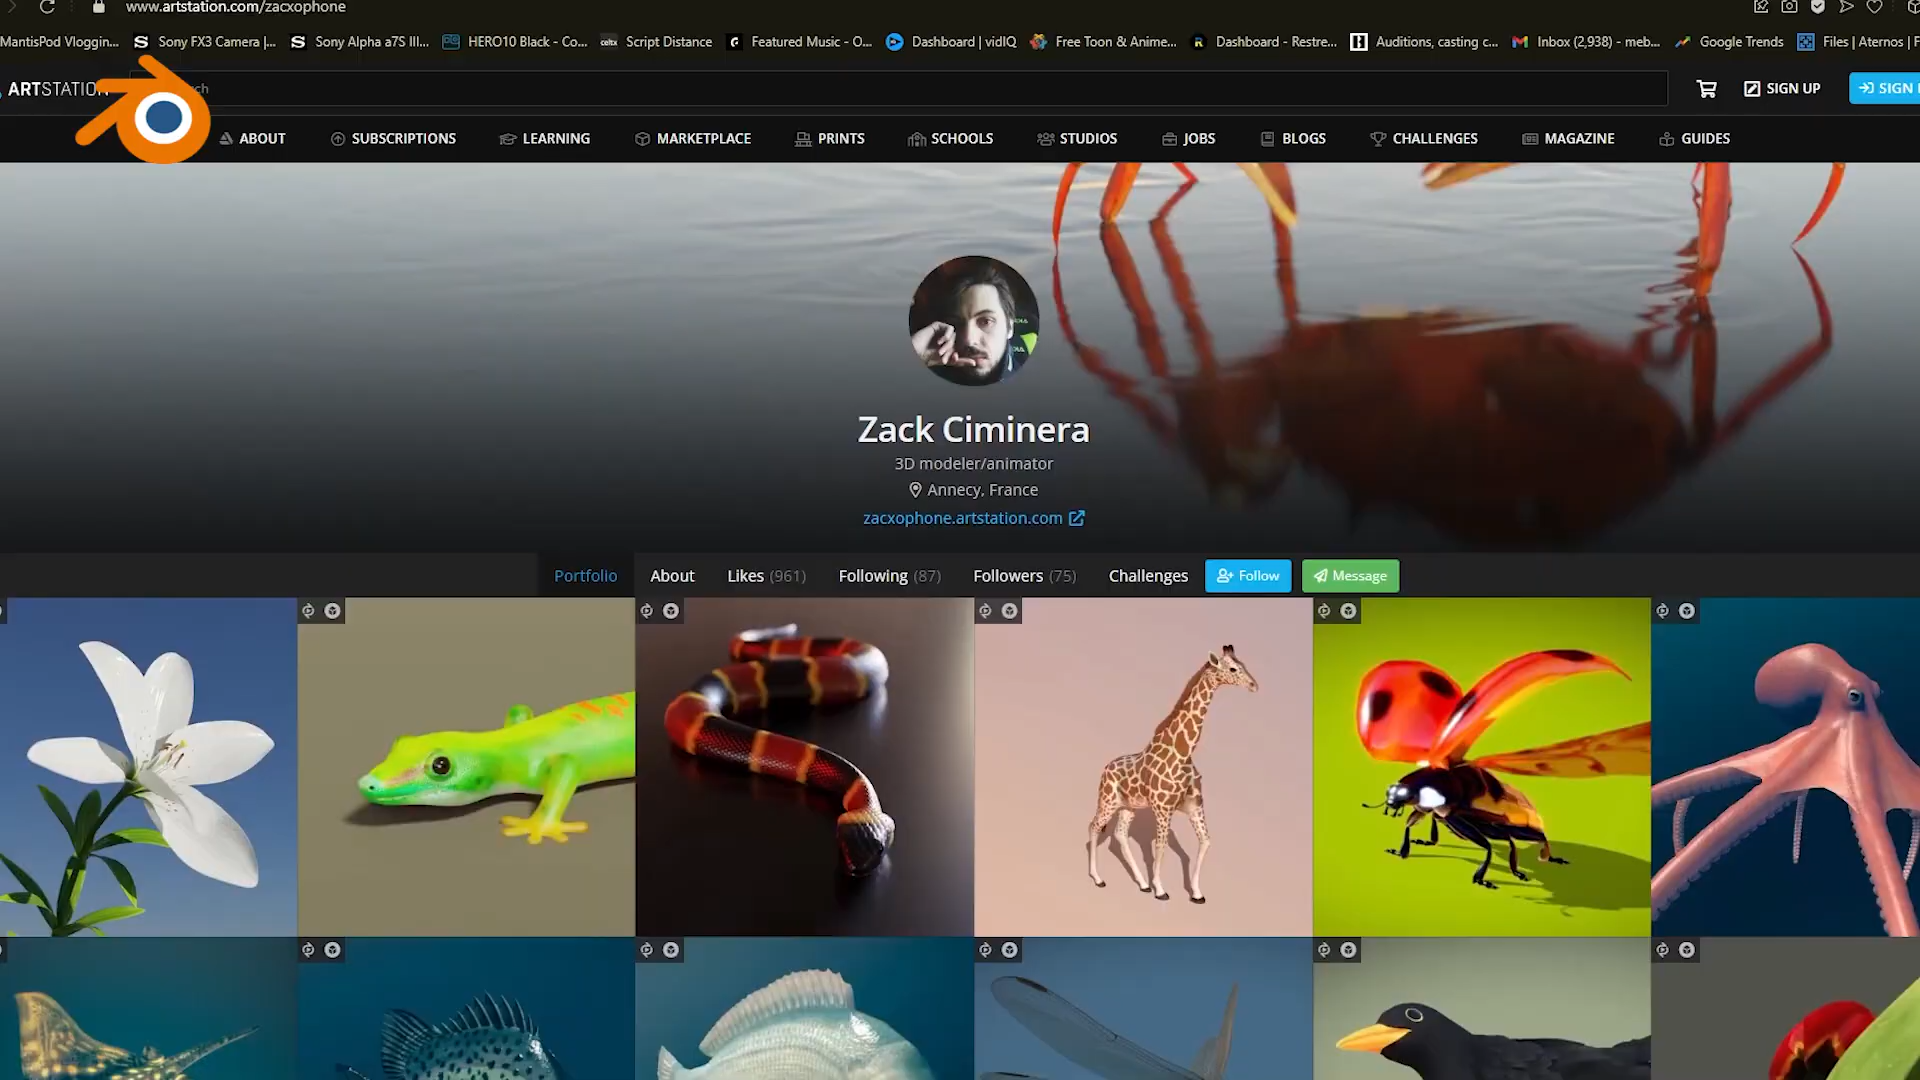 www.artstation.com/zacxophone
MantisPod Vloggin... Sony FX3 Camera |... Sony Alpha a7S III... HERO10 Black - Co... celtx Script Distance Featured Music - O... Dashboard | vidIQ Free Toon & Anime... Dashboard - Restre... Auditions, casting c... Inbox (2,938) - meb... Google Trends Files | Aternos | F
ARTSTATION SIGN UP SIGN
ABOUT SUBSCRIPTIONS LEARNING MARKETPLACE PRINTS SCHOOLS STUDIOS JOBS BLOGS CHALLENGES MAGAZINE GUIDES
Zack Ciminera
3D modeler/animator
Annecy, France
zacxophone.artstation.com
Portfolio About Likes (961) Following (87) Followers (75) Challenges Follow Message